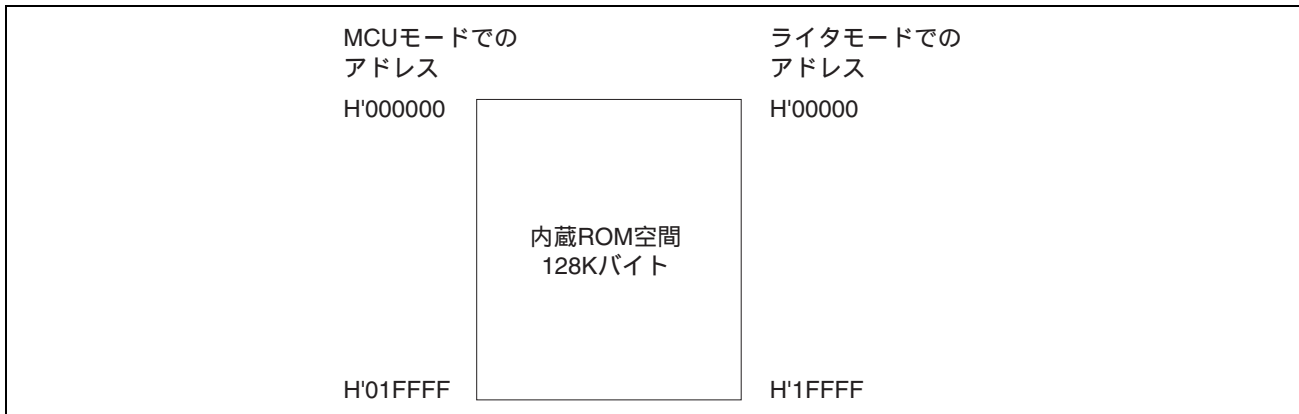 MCUモードでの
アドレス
ライタモードでの
アドレス
H'000000
H'00000
内蔵ROM空間
128Kバイト
H'01FFFF
H'1FFFF